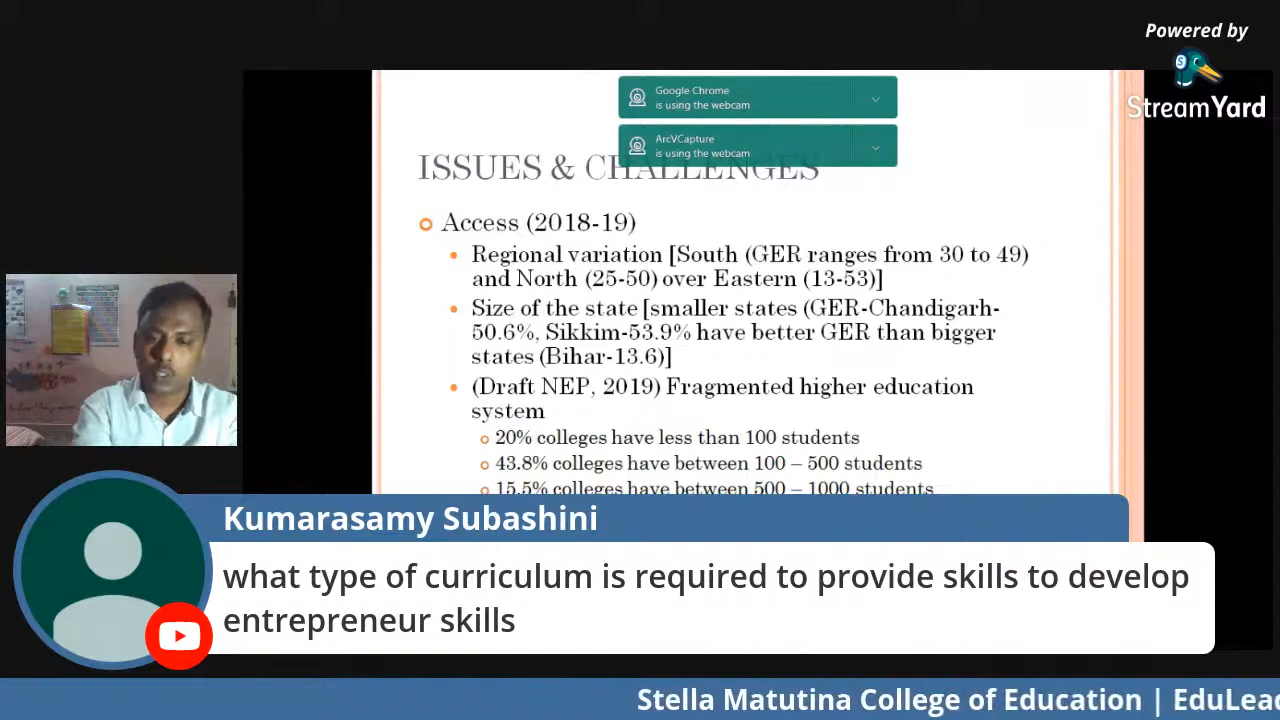 Powered by
StreamYard
Google Chrome
is using the webcam
ArcVCapture
is using the webcam
ISSUES & CHALLENGES
Access (2018-19)
Regional variation [South (GER ranges from 30 to 49)
and North (25-50) over Eastern (13-53)]
Size of the state [smaller states (GER-Chandigarh-
50.6%, Sikkim-53.9% have better GER than bigger
states (Bihar-13.6)]
(Draft NEP, 2019) Fragmented higher education
system
20% colleges have less than 100 students
43.8% colleges have between 100 – 500 students
15.5% colleges have between 500 – 1000 students
Kumarasamy Subashini
what type of curriculum is required to provide skills to develop
entrepreneur skills
Stella Matutina College of Education | EduLead